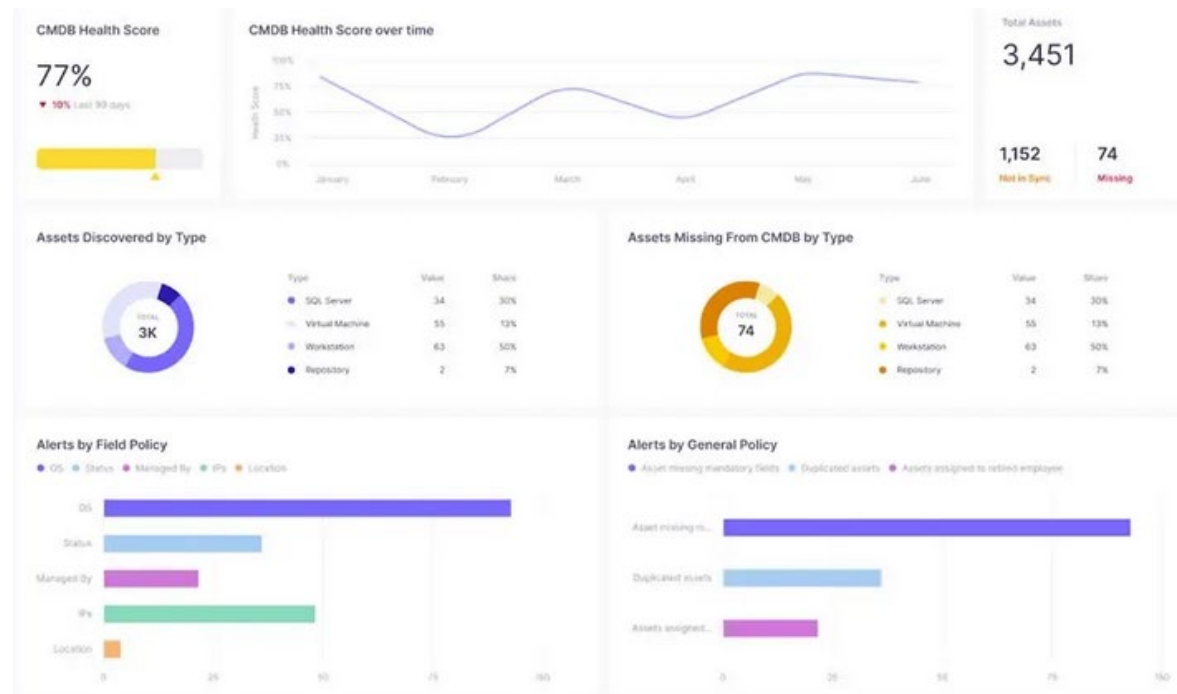 CMDB Health Score
77%
▼ 10% Last 90 days
CMDB Health Score over time
Health Score
100%
75%
50%
25%
0%
January February March April May June
Total Assets
3,451
1,152
Not in Sync
74
Missing
Assets Discovered by Type
TOTAL
3K
Type Value Share
SQL Server 34 30%
Virtual Machine 55 13%
Workstation 63 50%
Repository 2 7%
Assets Missing From CMDB by Type
TOTAL
74
Type Value Share
SQL Server 34 30%
Virtual Machine 55 13%
Workstation 63 50%
Repository 2 7%
Alerts by Field Policy
OS Status Managed By IPs Location
OS
Status
Managed By
IPs
Location
0 25 50 75
Alerts by General Policy
Asset missing mandatory fields Duplicated assets Assets assigned to retired employee
Asset missing m...
Duplicated assets
Assets assigned...
0